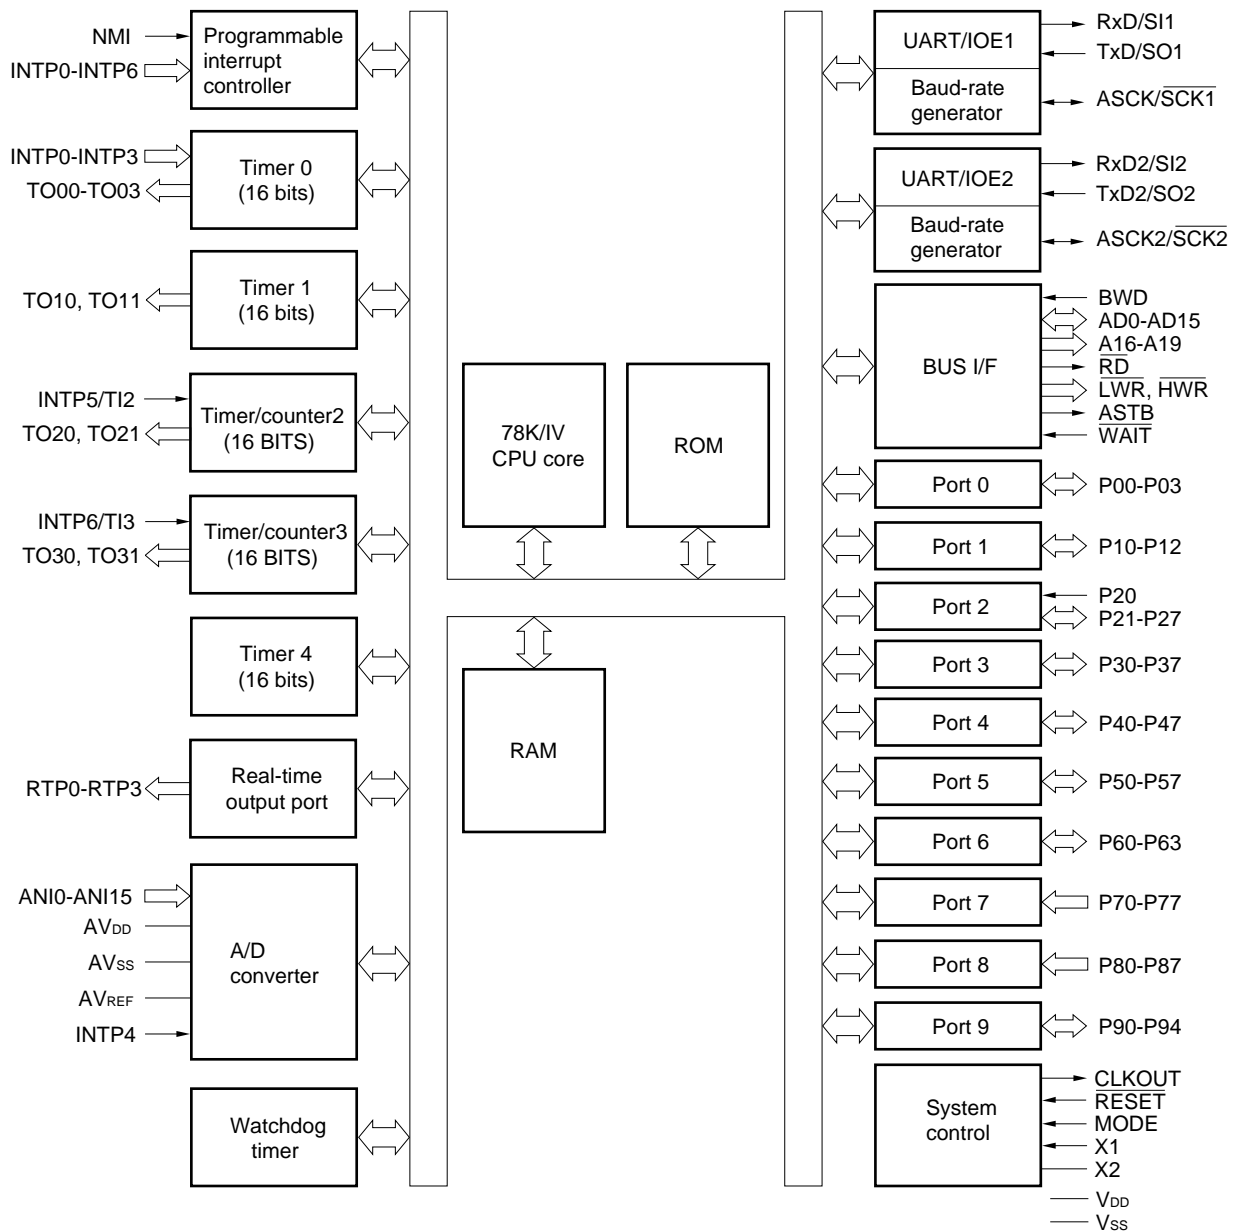 NMI
INTP0-INTP6
Programmable
interrupt
controller
INTP0-INTP3
TO00-TO03
Timer 0
(16 bits)
TO10, TO11
Timer 1
(16 bits)
INTP5/TI2
TO20, TO21
Timer/counter2
(16 BITS)
INTP6/TI3
TO30, TO31
Timer/counter3
(16 BITS)
Timer 4
(16 bits)
RTP0-RTP3
Real-time
output port
ANI0-ANI15
AVDD
AVSS
AVREF
INTP4
A/D
converter
Watchdog
timer
78K/IV
CPU core
ROM
RAM
UART/IOE1
Baud-rate
generator
RxD/SI1
TxD/SO1
ASCK/SCK1
UART/IOE2
Baud-rate
generator
RxD2/SI2
TxD2/SO2
ASCK2/SCK2
BUS I/F
BWD
AD0-AD15
A16-A19
RD
LWR, HWR
ASTB
WAIT
Port 0
P00-P03
Port 1
P10-P12
Port 2
P20
P21-P27
Port 3
P30-P37
Port 4
P40-P47
Port 5
P50-P57
Port 6
P60-P63
Port 7
P70-P77
Port 8
P80-P87
Port 9
P90-P94
System
control
CLKOUT
RESET
MODE
X1
X2
VDD
VSS